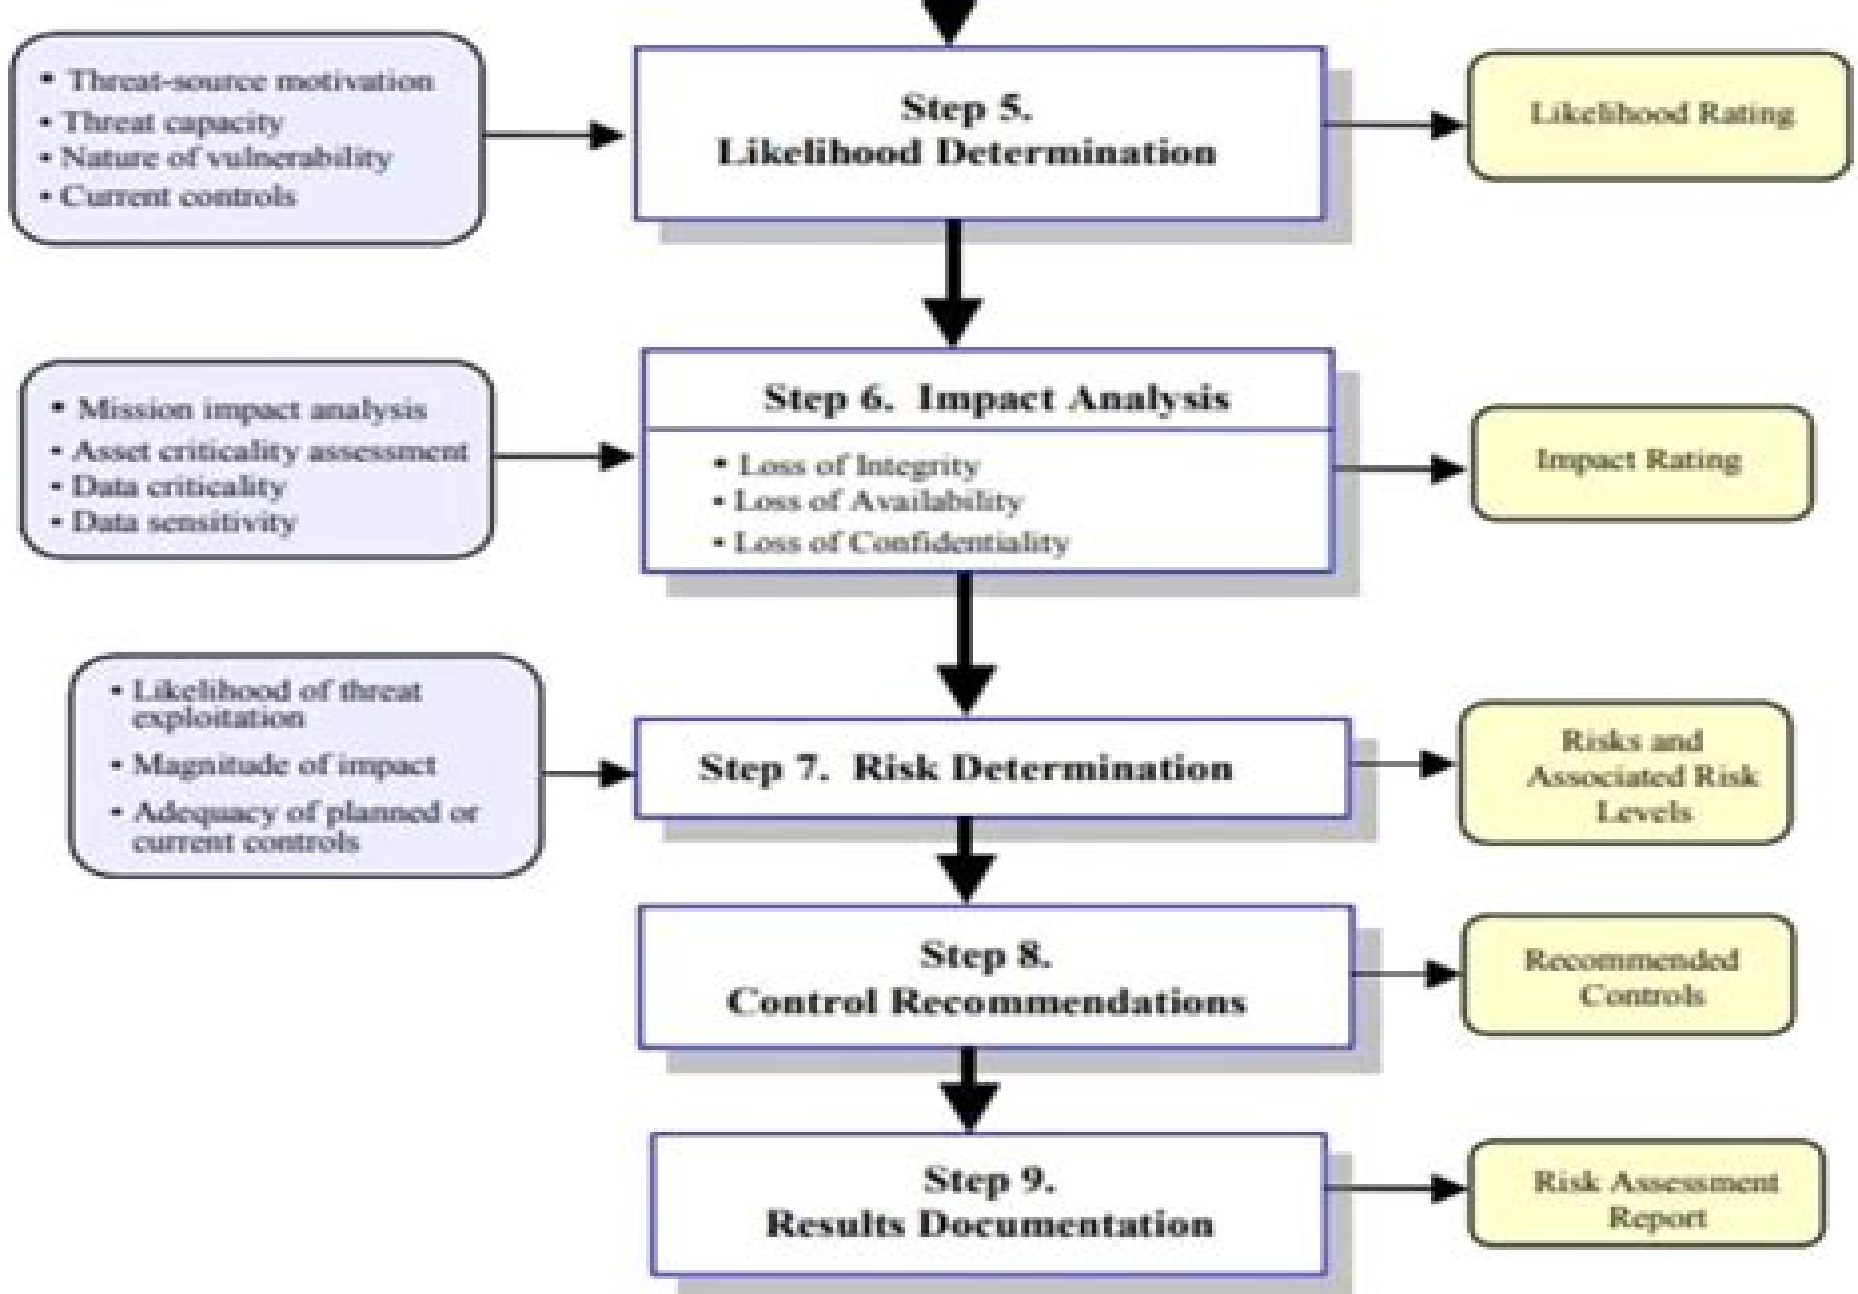 • Threat-source motivation
• Threat capacity
• Nature of vulnerability
• Current controls
Step 5.
Likelihood Determination
Likelihood Rating
• Mission impact analysis
• Asset criticality assessment
• Data criticality
• Data sensitivity
Step 6. Impact Analysis
• Loss of Integrity
• Loss of Availability
• Loss of Confidentiality
Impact Rating
• Likelihood of threat
exploitation
• Magnitude of impact
• Adequacy of planned or
current controls
Step 7. Risk Determination
Risks and
Associated Risk
Levels
Step 8.
Control Recommendations
Recommended
Controls
Step 9.
Results Documentation
Risk Assessment
Report